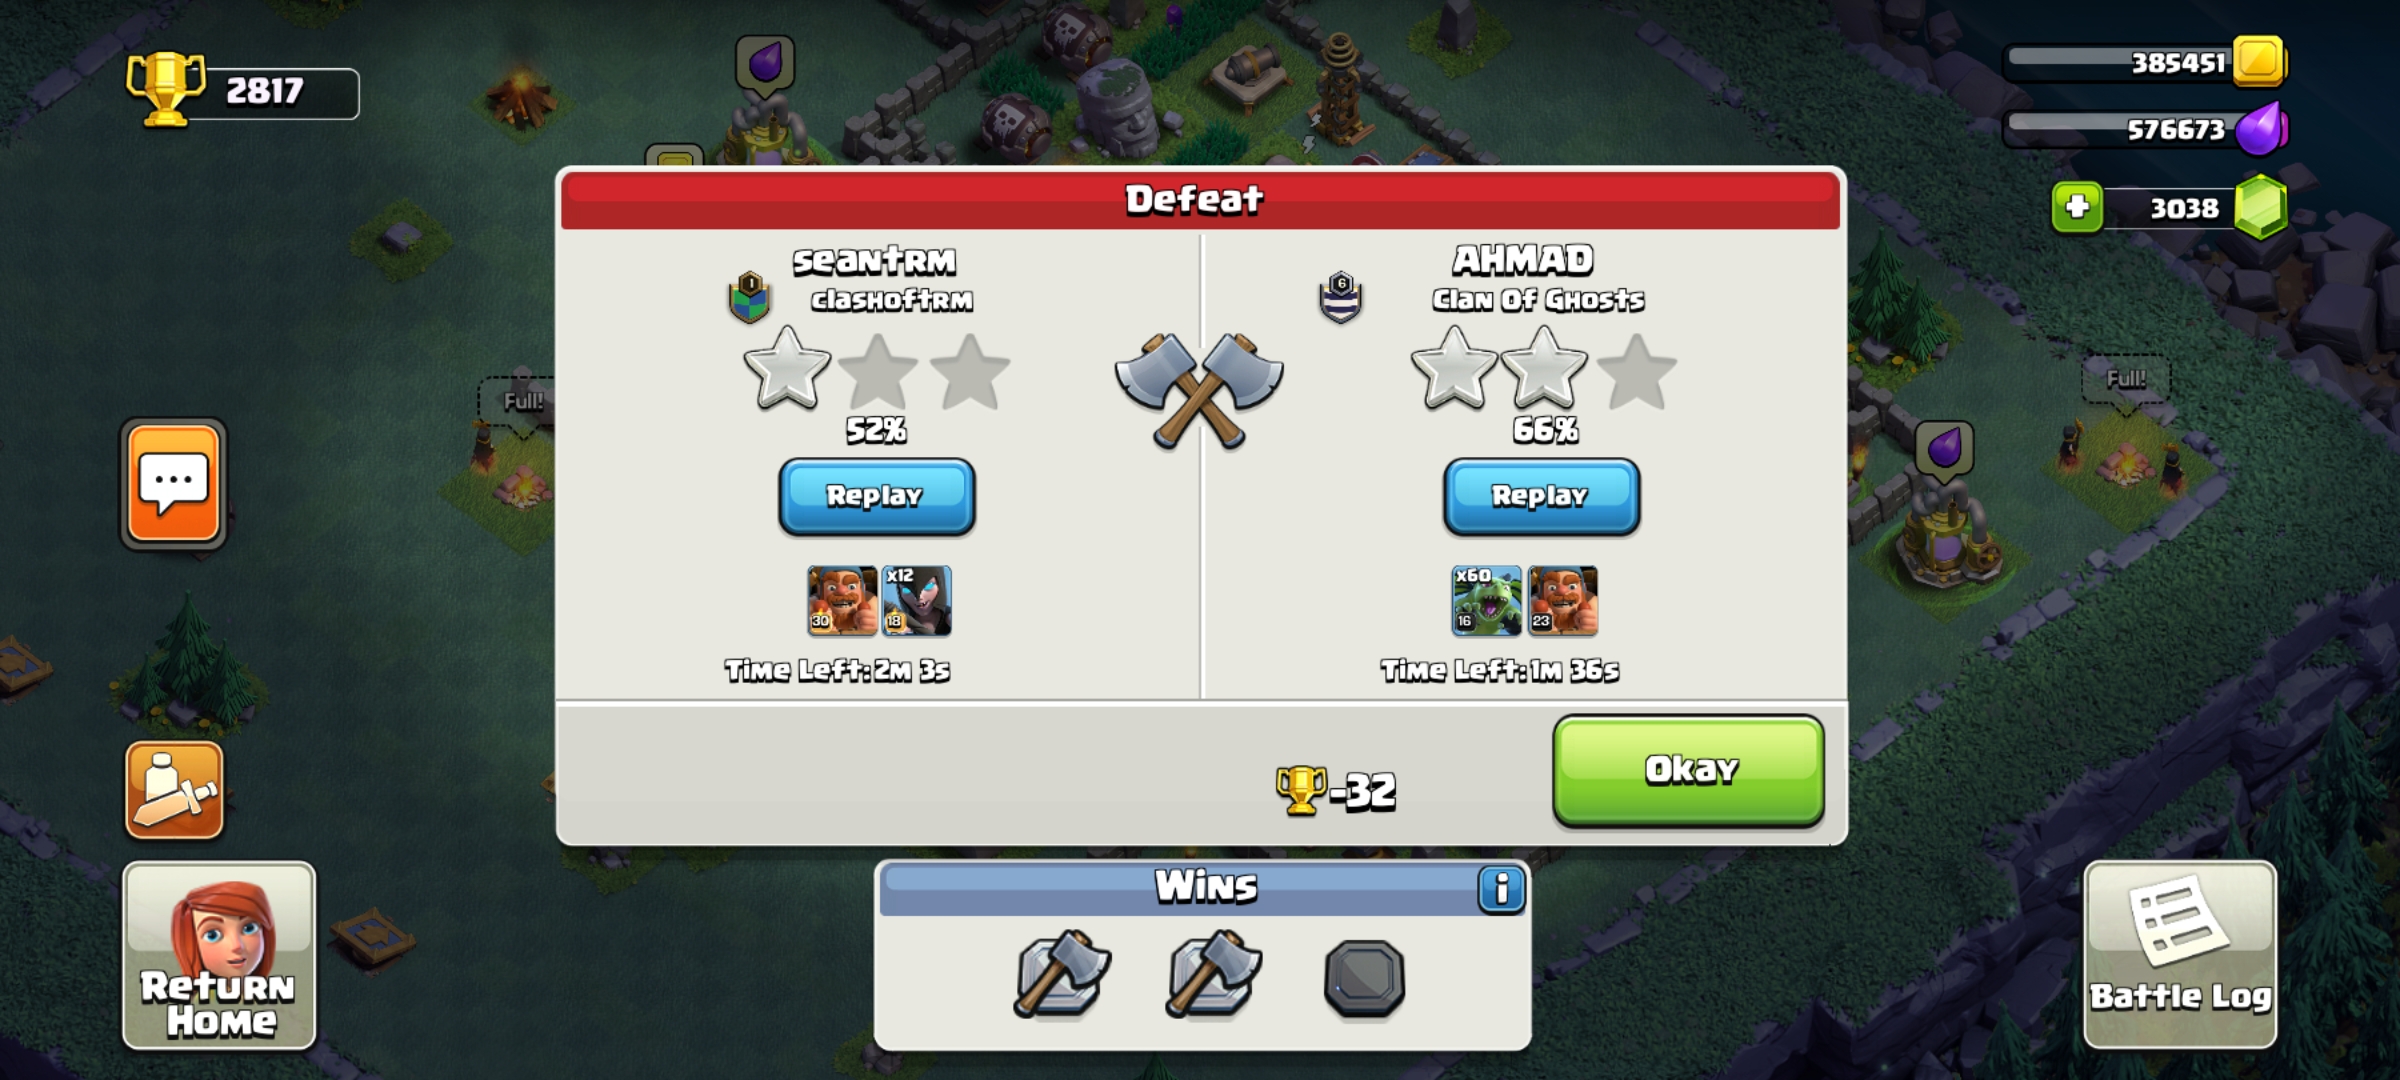 2817
385451
576673
3038
Defeat
seantrm
1
clashoftrm
52%
Replay
30
x12
18
Time Left:2m 3s
AHMAD
6
Clan Of Ghosts
66%
Replay
x60
16
23
Time Left:1m 36s
Full!
Full!
-32
Okay
Wins
i
Return
Home
Battle Log